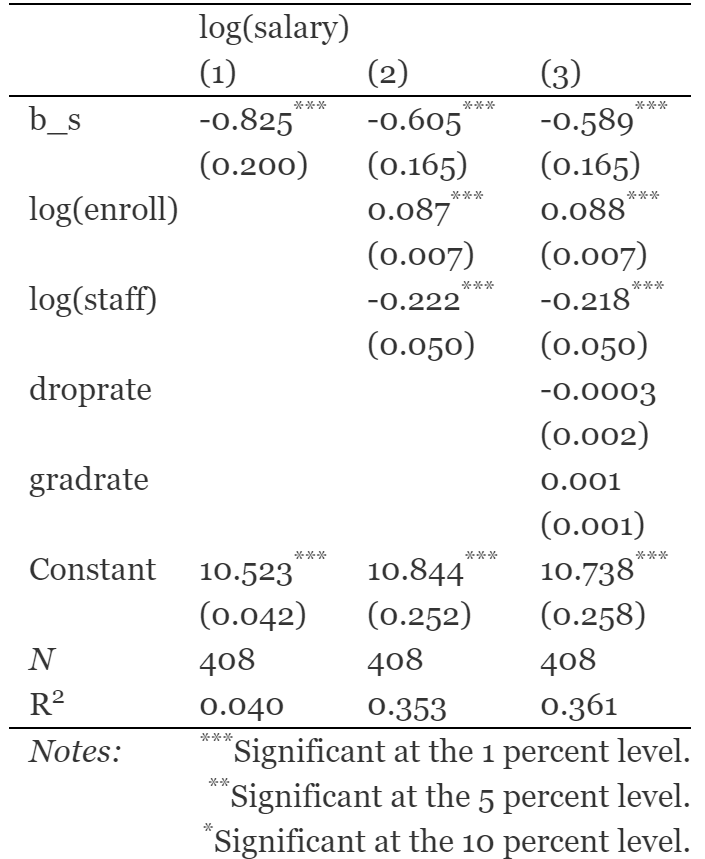 log(salary)
(1) (2) (3)
b_s -0.825*** -0.605*** -0.589***
(0.200) (0.165) (0.165)
log(enroll) 0.087*** 0.088***
(0.007) (0.007)
log(staff) -0.222*** -0.218***
(0.050) (0.050)
droprate -0.0003
(0.002)
gradrate 0.001
(0.001)
Constant 10.523*** 10.844*** 10.738***
(0.042) (0.252) (0.258)
N 408 408 408
R² 0.040 0.353 0.361
Notes: ***Significant at the 1 percent level.
**Significant at the 5 percent level.
*Significant at the 10 percent level.